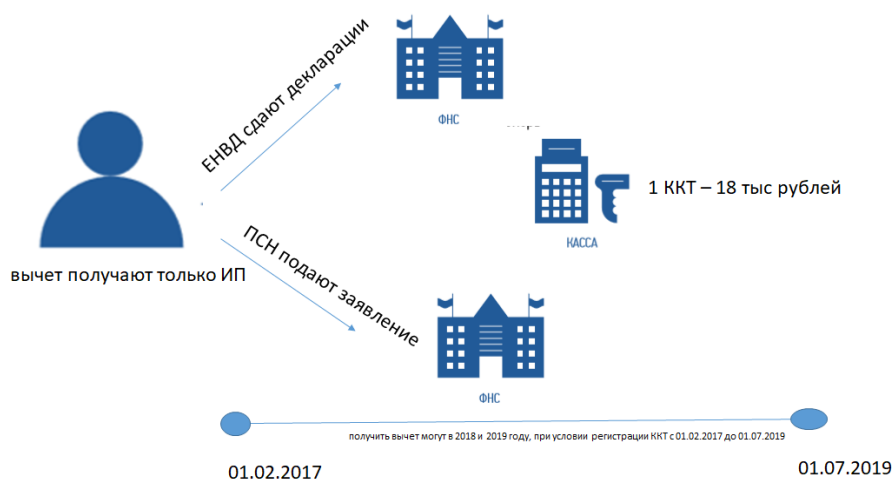 ЕНВД сдают декларации
ФНС
1 ККТ – 18 тыс рублей
КАССА
вычет получают только ИП
ПСН подают заявление
ФНС
получить вычет могут в 2018 и 2019 году, при условии регистрации ККТ с 01.02.2017 до 01.07.2019
01.02.2017
01.07.2019